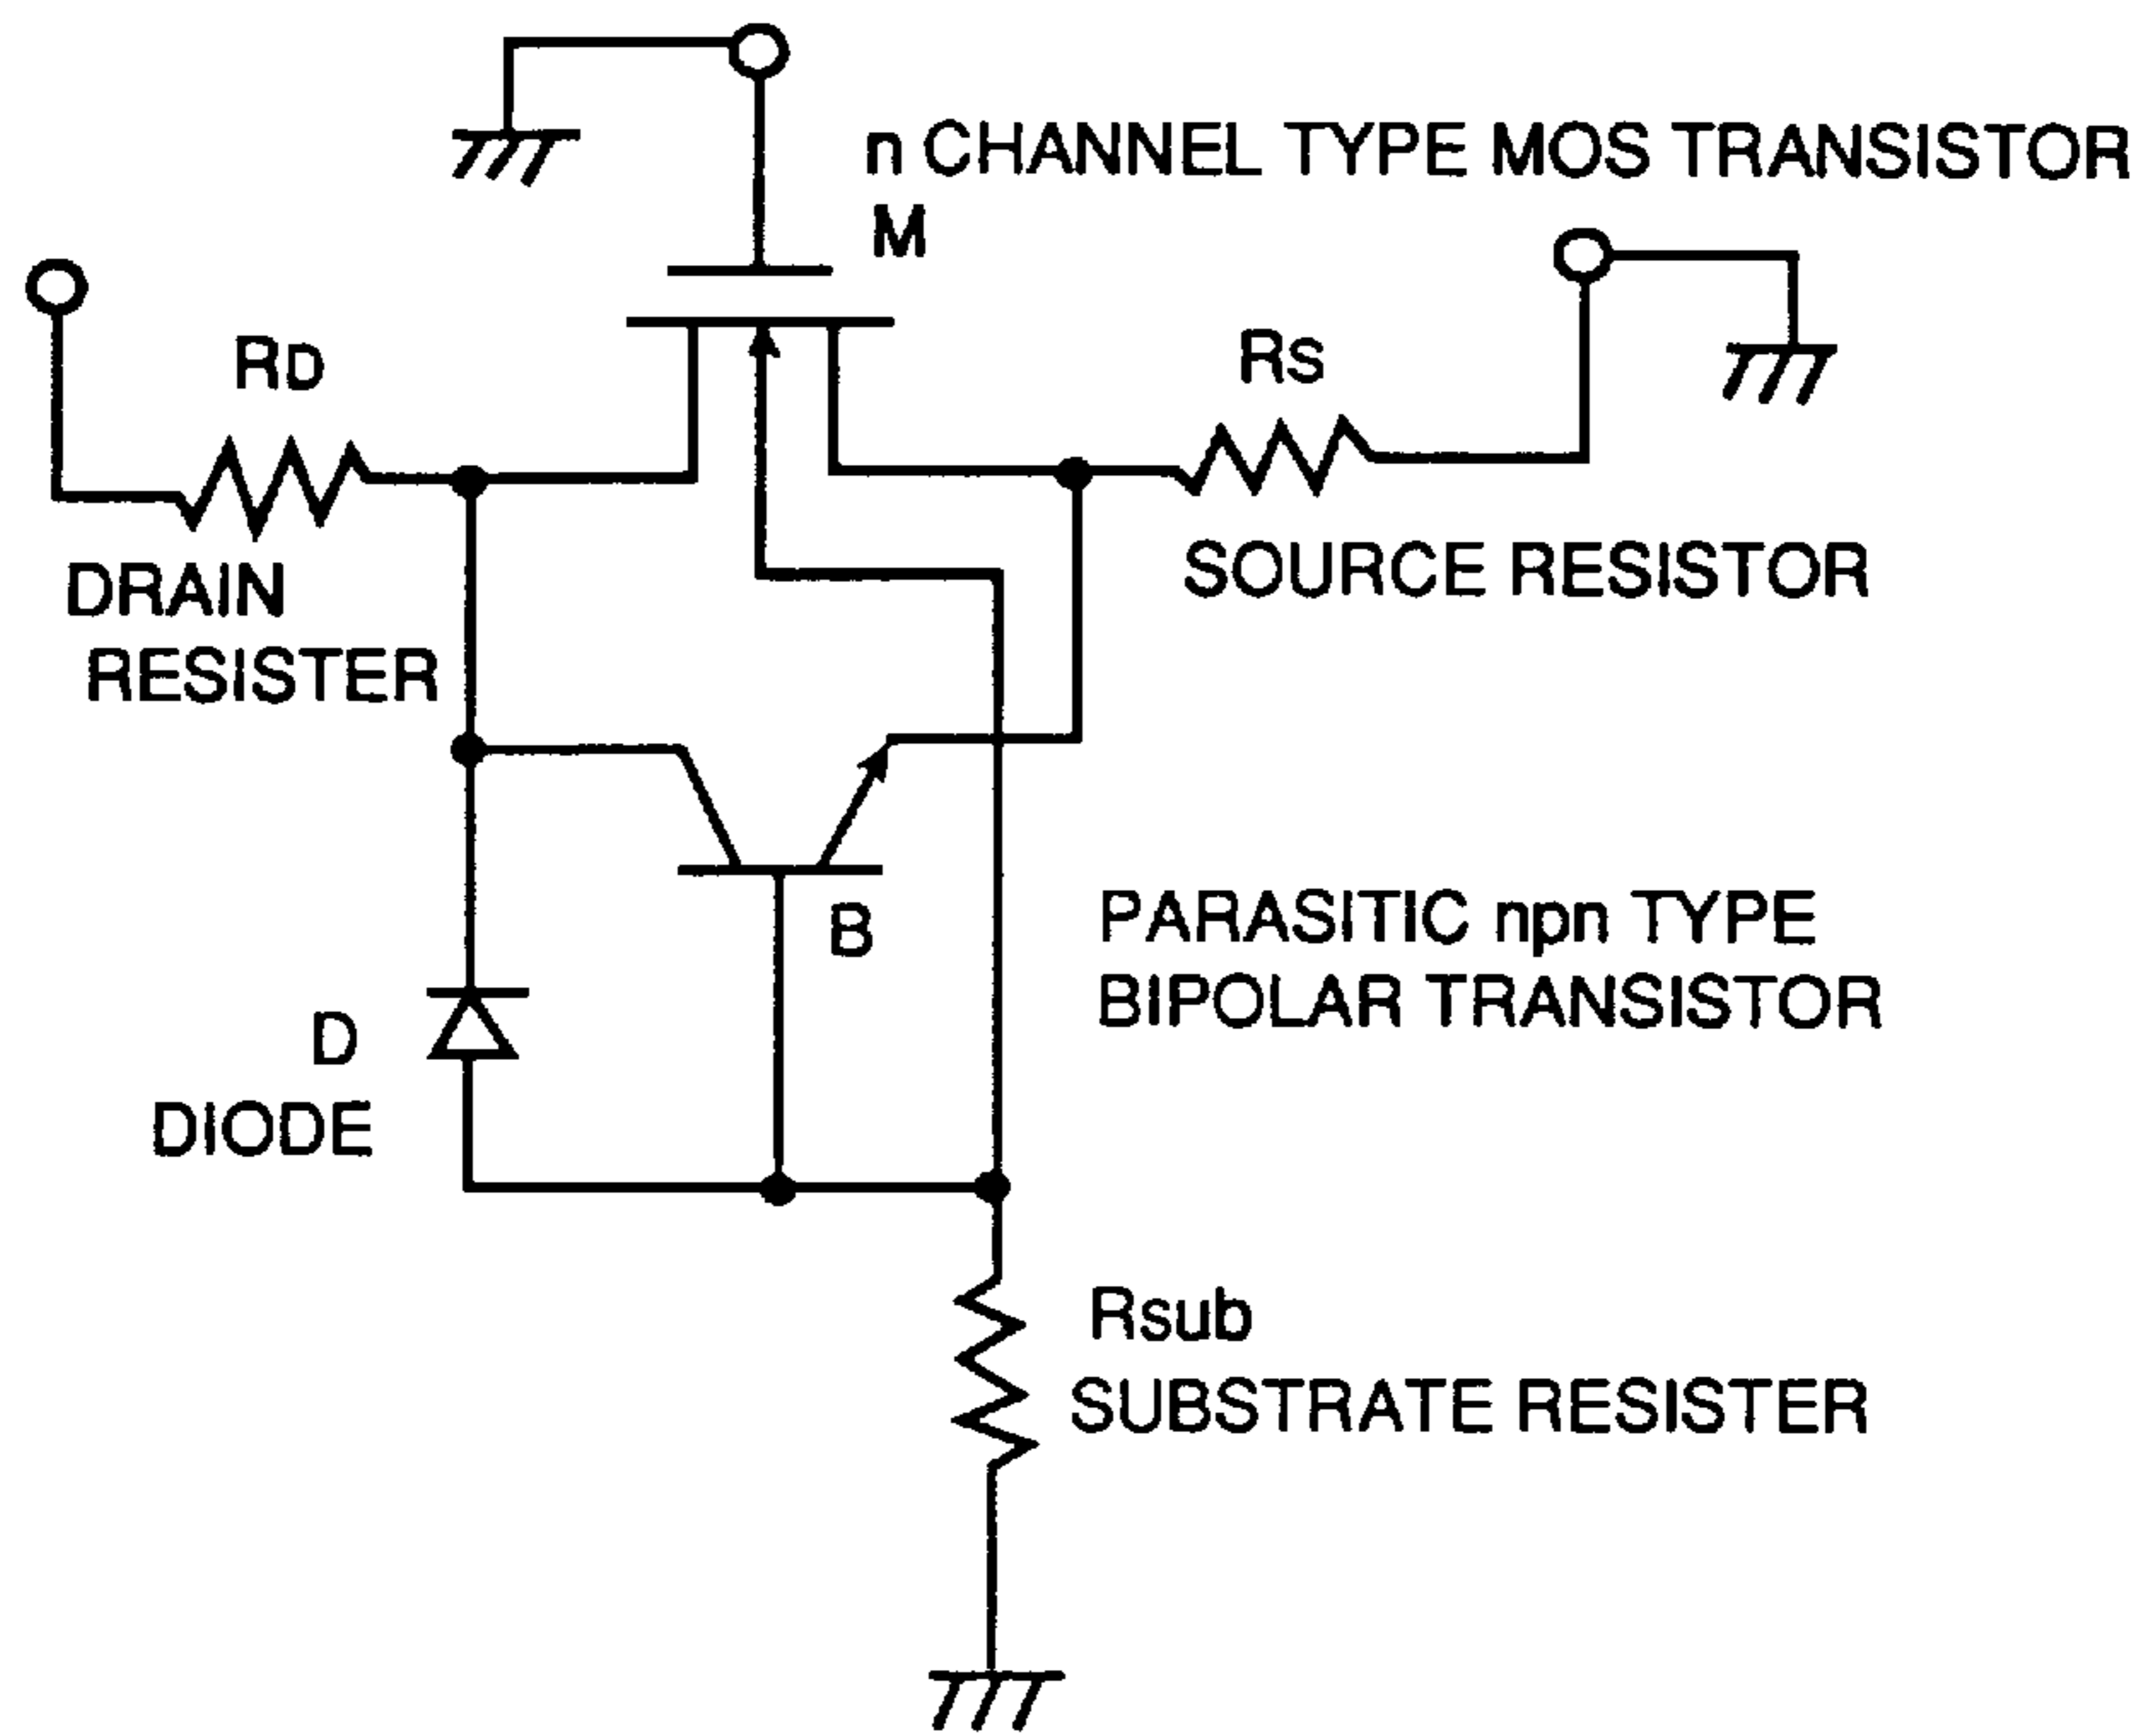 n CHANNEL TYPE MOS TRANSISTOR
M
RD
RS
DRAIN
RESISTER
SOURCE RESISTOR
B
PARASITIC npn TYPE
BIPOLAR TRANSISTOR
D
DIODE
Rsub
SUBSTRATE RESISTER